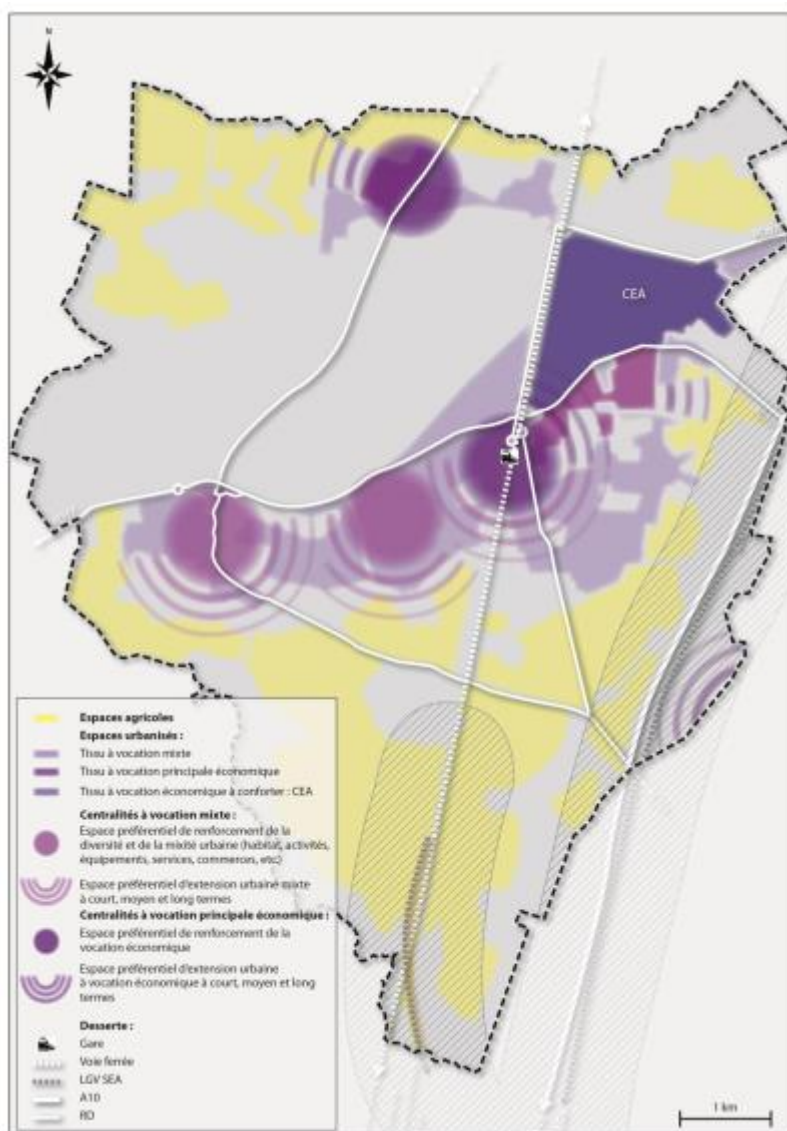 N
CEA
Espaces agricoles
Espaces urbanisés :
Tissu à vocation mixte
Tissu à vocation principale économique
Tissu à vocation économique à conforter : CEA
Centralités à vocation mixte :
Espace préférentiel de renforcement de la
diversité et de la mixité urbaine (habitat, activités,
équipements, services, commerces, etc)
Espace préférentiel d'extension urbaine mixte
à court, moyen et long termes
Centralités à vocation principale économique :
Espace préférentiel de renforcement de la
vocation économique
Espace préférentiel d'extension urbaine
à vocation économique à court, moyen et long
termes
Desserte :
Gare
Voie ferrée
LGV SEA
A10
RD
1 km